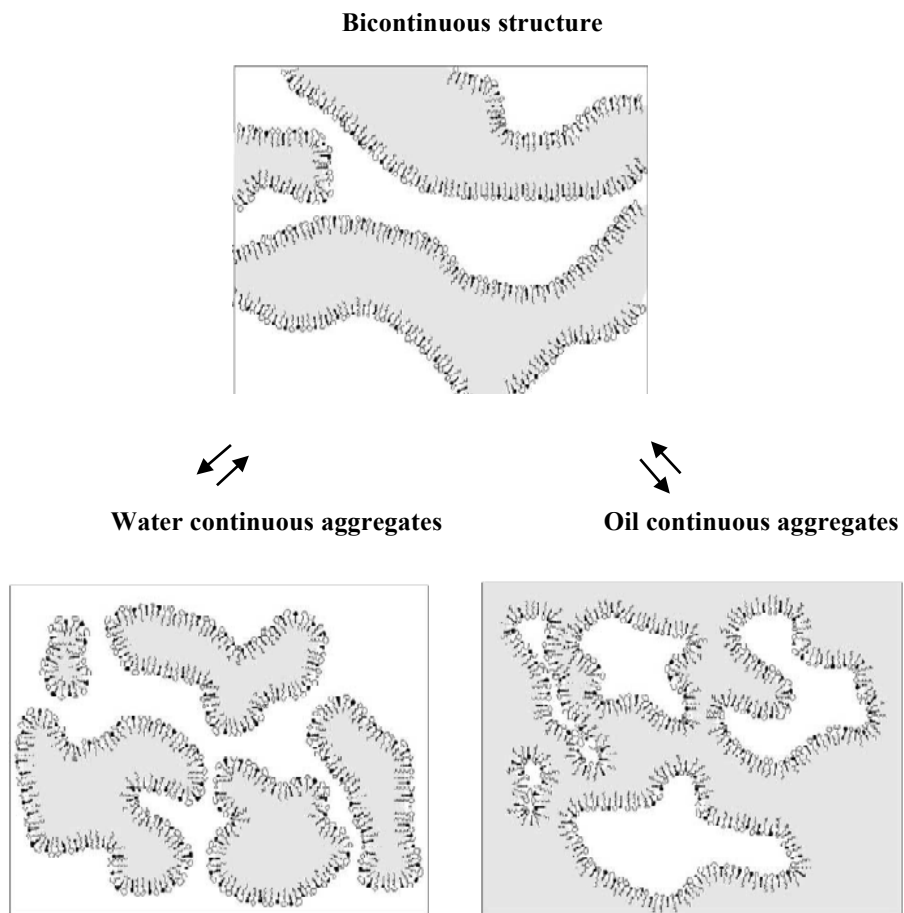 Bicontinuous structure
Water continuous aggregates
Oil continuous aggregates